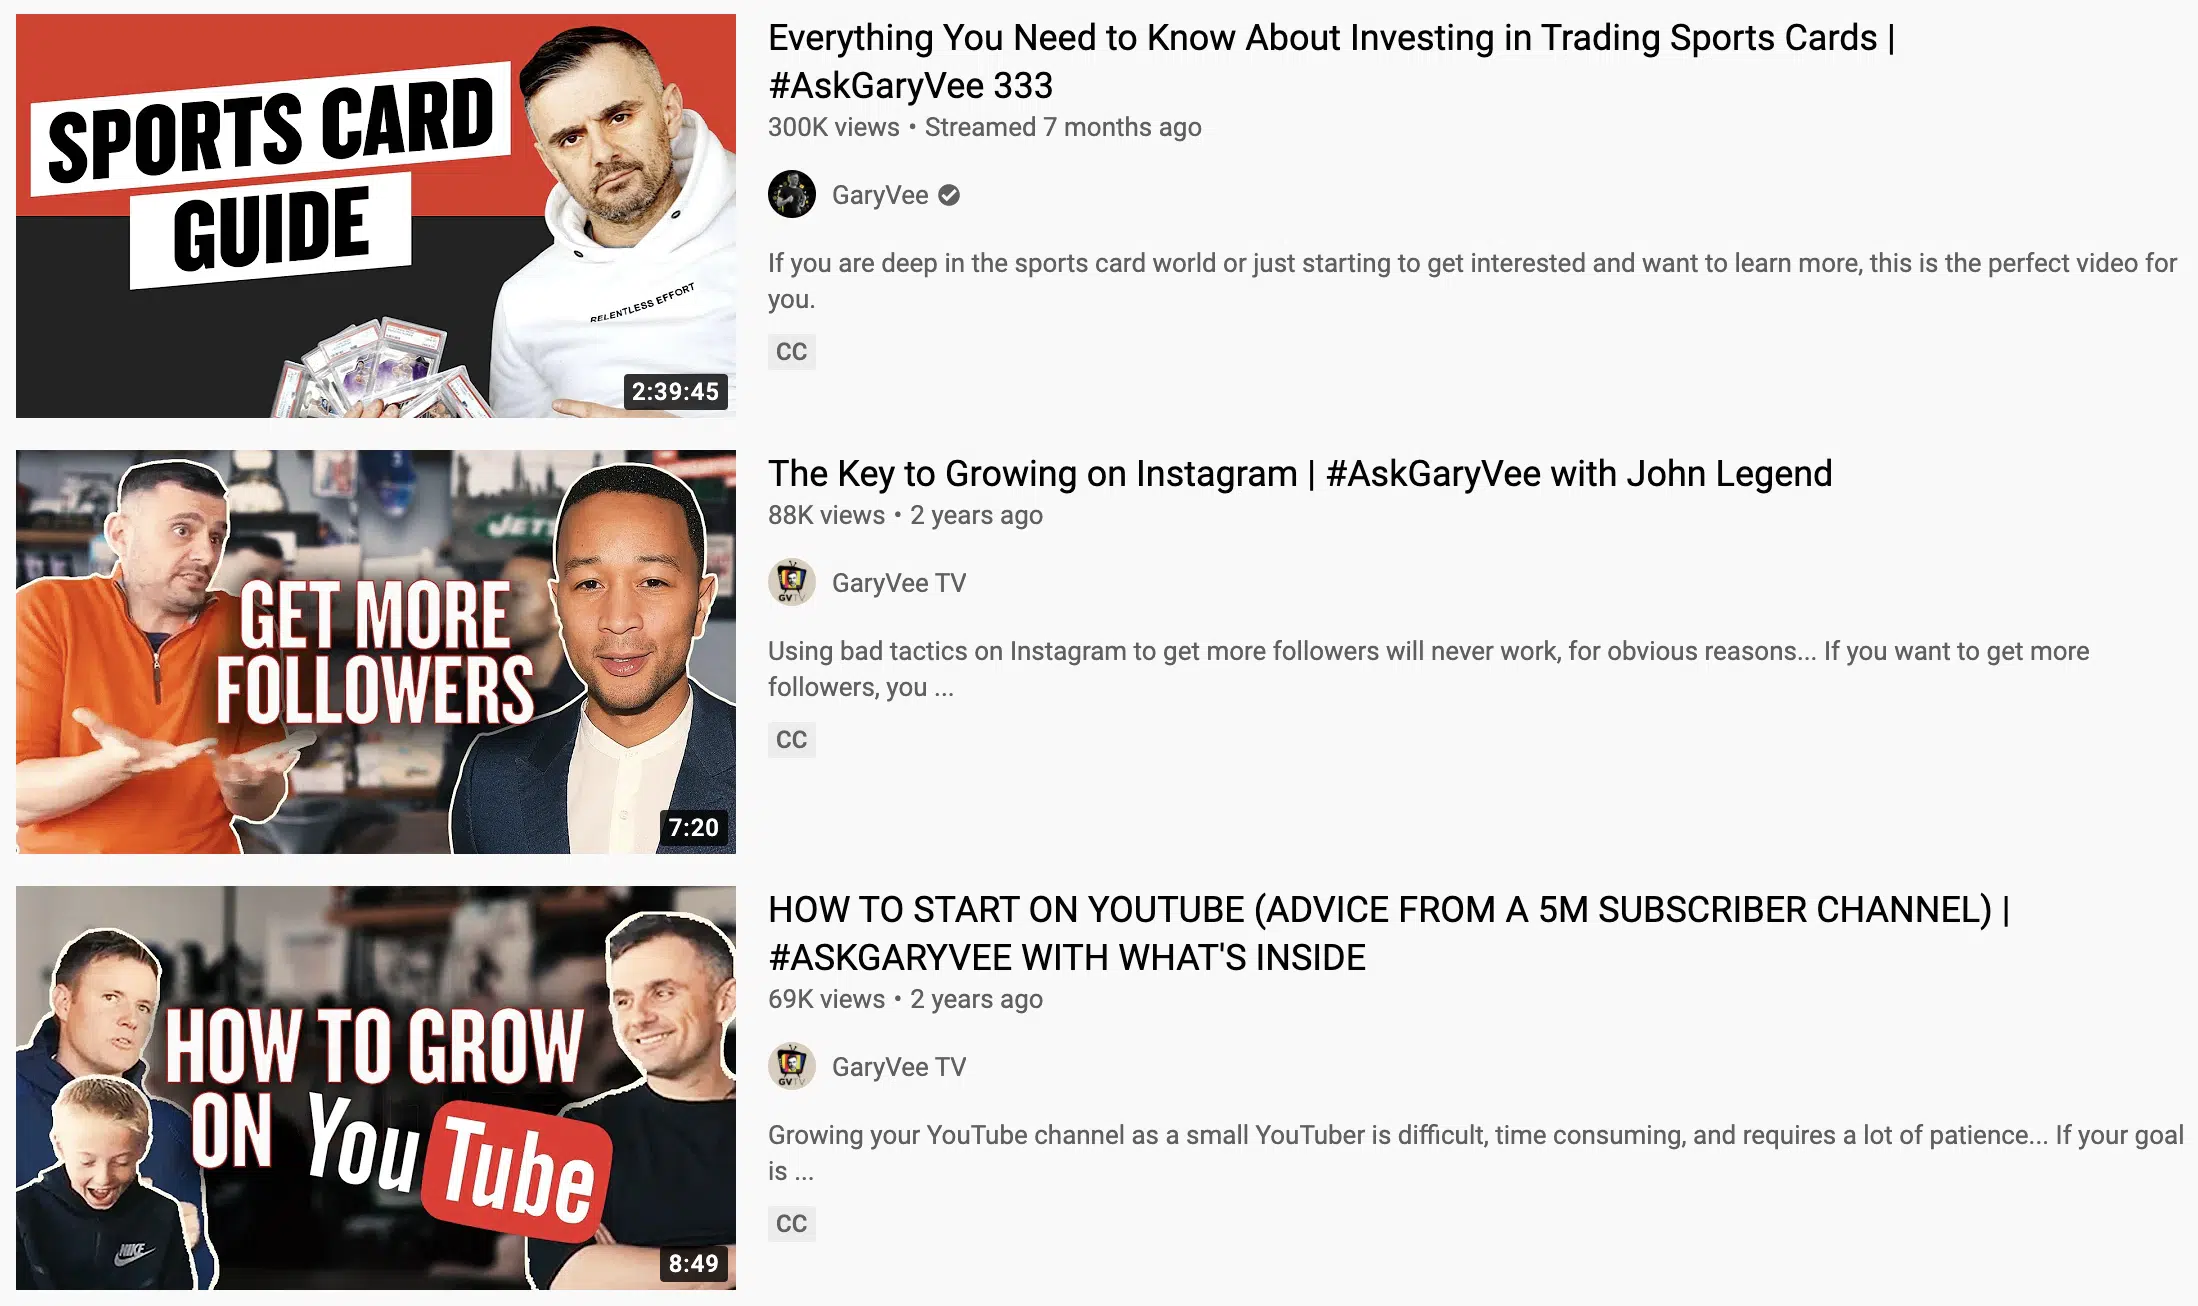 SPORTS CARD
GUIDE
RELENTLESS EFFORT
2:39:45
Everything You Need to Know About Investing in Trading Sports Cards |
#AskGaryVee 333
300K views • Streamed 7 months ago
GaryVee
If you are deep in the sports card world or just starting to get interested and want to learn more, this is the perfect video for
you.
CC
JETS
GET MORE
FOLLOWERS
7:20
The Key to Growing on Instagram | #AskGaryVee with John Legend
88K views • 2 years ago
GV TV
GaryVee TV
Using bad tactics on Instagram to get more followers will never work, for obvious reasons... If you want to get more
followers, you ...
CC
HOW TO GROW
ON YouTube
NIKE
8:49
HOW TO START ON YOUTUBE (ADVICE FROM A 5M SUBSCRIBER CHANNEL) |
#ASKGARYVEE WITH WHAT'S INSIDE
69K views • 2 years ago
GV TV
GaryVee TV
Growing your YouTube channel as a small YouTuber is difficult, time consuming, and requires a lot of patience... If your goal
is ...
CC